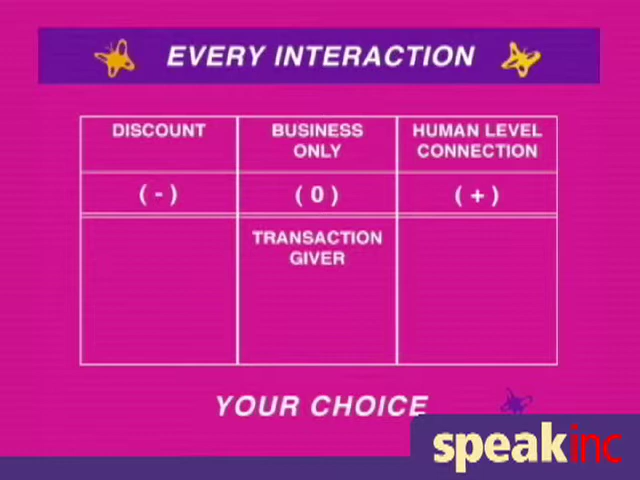 EVERY INTERACTION
DISCOUNT
BUSINESS
ONLY
HUMAN LEVEL
CONNECTION
( - )
( 0 )
( + )
TRANSACTION
GIVER
YOUR CHOICE
speakinc